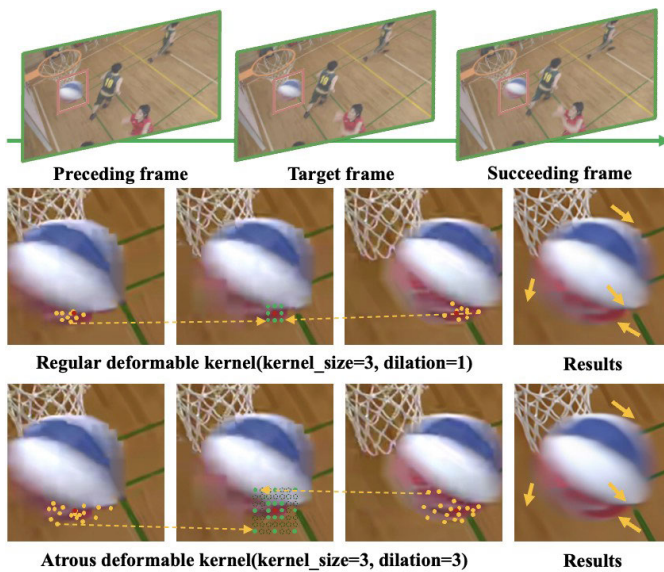 Preceding frame Target frame Succeeding frame
Regular deformable kernel(kernel_size=3, dilation=1) Results
Atrous deformable kernel(kernel_size=3, dilation=3) Results